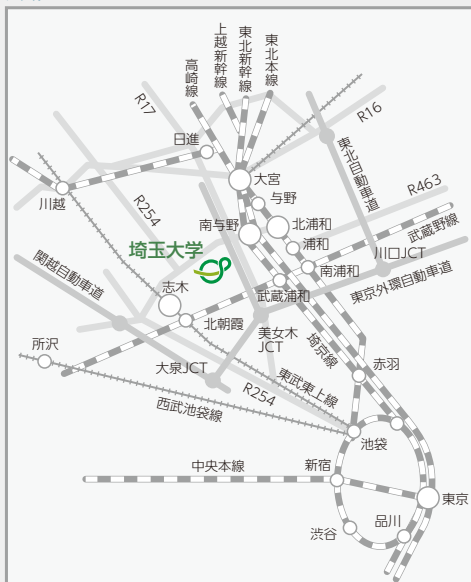 高崎線
上越新幹線
東北新幹線
東北本線
R17
R16
日進
大宮
東北自動車道
与野
R463
川越
R254
南与野
北浦和
武蔵野線
浦和
埼玉大学
川口JCT
南浦和
関越自動車道
志木
武蔵浦和
東京外環自動車道
北朝霞
美女木
JCT
埼京線
所沢
大泉JCT
赤羽
東武東上線
R254
西武池袋線
池袋
新宿
中央本線
東京
品川
渋谷